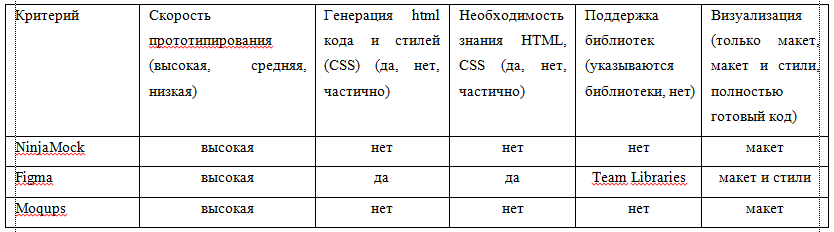 Критерий
Скорость
прототипирования
(высокая, средняя,
низкая)
Генерация html
кода и стилей
(CSS) (да, нет,
частично)
Необходимость
знания HTML,
CSS (да, нет,
частично)
Поддержка
библиотек
(указываются
библиотеки, нет)
Визуализация
(только макет,
макет и стили,
полностью
готовый код)
NinjaMock высокая нет нет нет макет
Figma высокая да да Team Libraries макет и стили
Moqups высокая нет нет нет макет